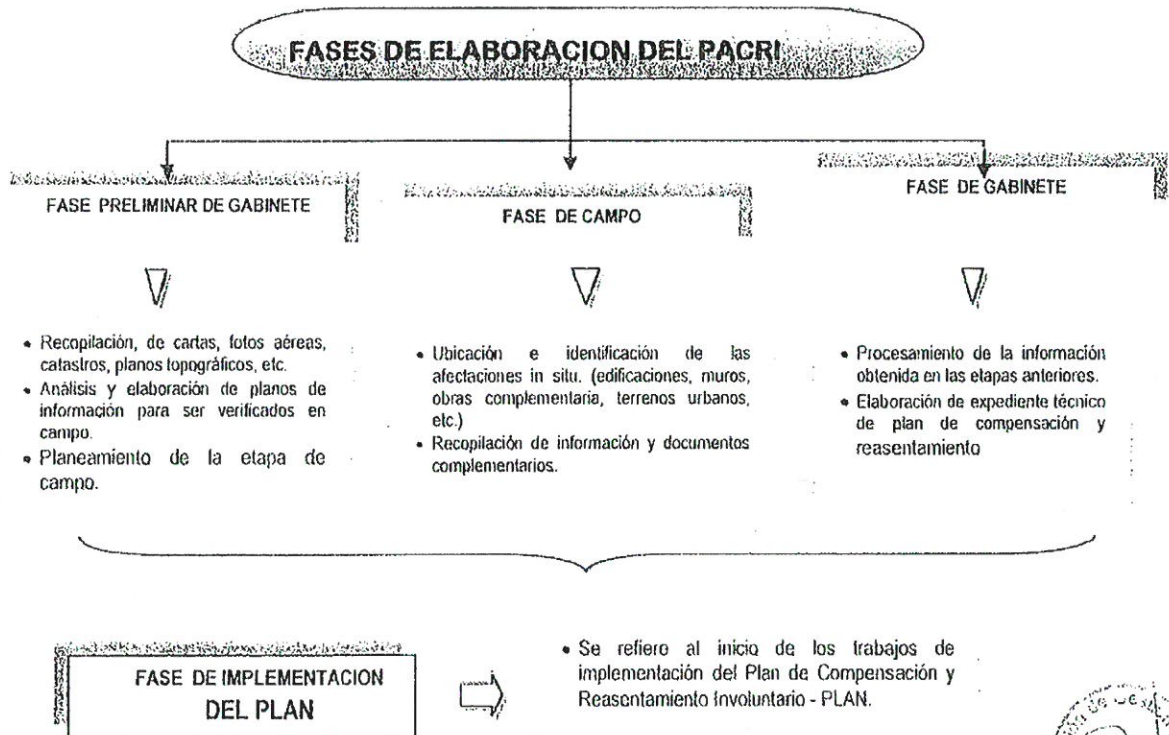 FASES DE ELABORACION DEL PACRI
FASE PRELIMINAR DE GABINETE
• Recopilación, de cartas, fotos aéreas,
catastros, planos topográficos, etc.
• Análisis y elaboración de planos de
información para ser verificados en
campo.
• Planeamiento de la etapa de
campo.
FASE DE CAMPO
• Ubicación e identificación de las
afectaciones in situ. (edificaciones, muros,
obras complementaria, terrenos urbanos,
etc.)
• Recopilación de información y documentos
complementarios.
FASE DE GABINETE
• Procesamiento de la información
obtenida en las etapas anteriores.
• Elaboración de expediente técnico
de plan de compensación y
reasentamiento
FASE DE IMPLEMENTACION
DEL PLAN
• Se refiero al inicio de los trabajos de
implementación del Plan de Compensación y
Reasentamiento Involuntario - PLAN.